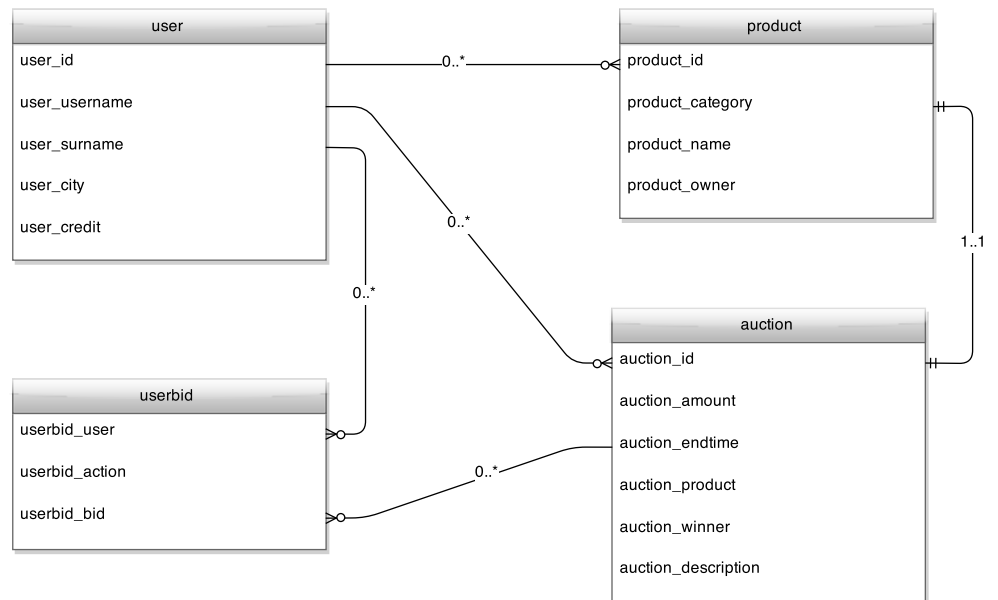 user
user_id
user_username
user_surname
user_city
user_credit
0..*
product
product_id
product_category
product_name
product_owner
0..*
1..1
0..*
userbid
userbid_user
userbid_action
userbid_bid
0..*
auction
auction_id
auction_amount
auction_endtime
auction_product
auction_winner
auction_description